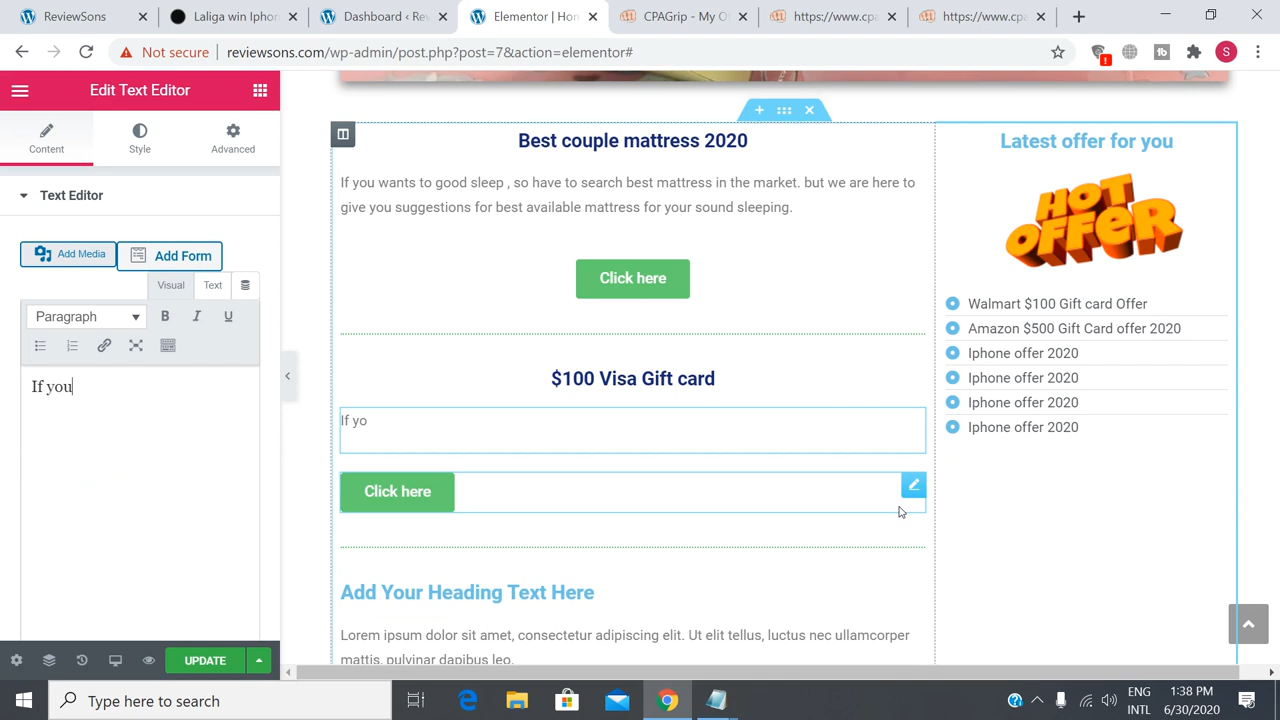 Reviewsons
Laliga win Iphon
Dashboard ‹ Rev
Elementor | Hom
CPAGrip - My O
https://www.cpa
https://www.cpa
Not secure
reviewsons.com/wp-admin/post.php?post=7&action=elementor#
S
Edit Text Editor
Content
Style
Advanced
Text Editor
Add Media
Add Form
Visual
Text
Paragraph
B
I
U
If you
UPDATE
Best couple mattress 2020
If you wants to good sleep , so have to search best mattress in the market. but we are here to
give you suggestions for best available mattress for your sound sleeping.
Click here
$100 Visa Gift card
If yo
Click here
Add Your Heading Text Here
Lorem ipsum dolor sit amet, consectetur adipiscing elit. Ut elit tellus, luctus nec ullamcorper
mattis, pulvinar dapibus leo.
Latest offer for you
HOT
OFFER
Walmart $100 Gift card Offer
Amazon $500 Gift Card offer 2020
Iphone offer 2020
Iphone offer 2020
Iphone offer 2020
Iphone offer 2020
Type here to search
ENG
INTL
1:38 PM
6/30/2020